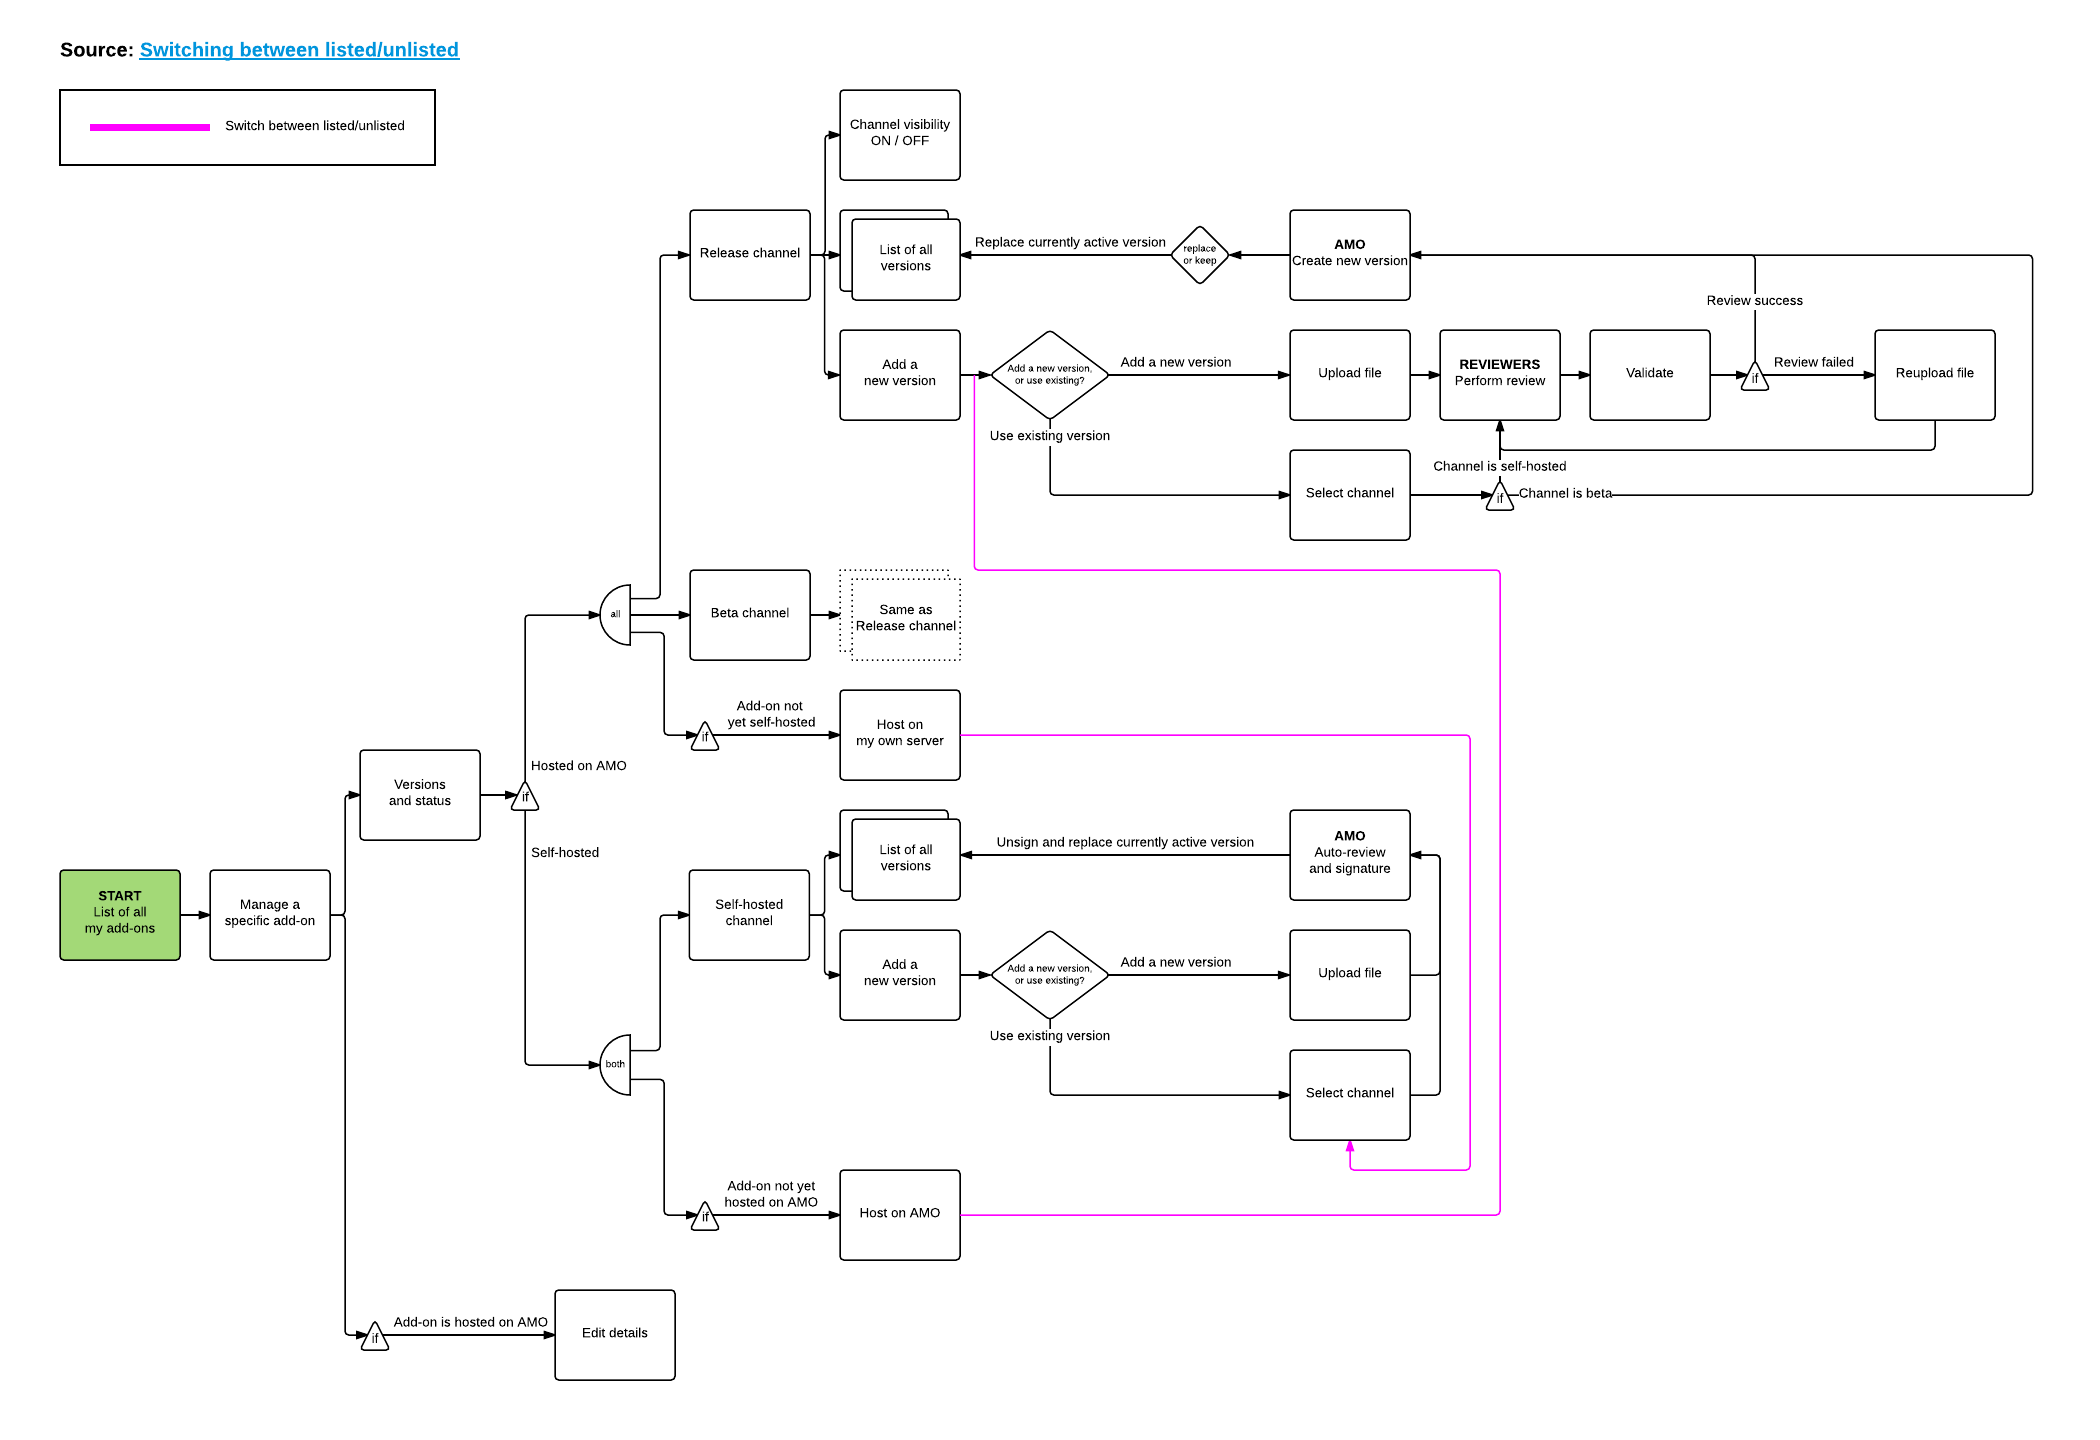 Source: Switching between listed/unlisted
Switch between listed/unlisted
Channel visibility
ON / OFF
Release channel
List of all
versions
Replace currently active version
replace
or keep
AMO
Create new version
Review success
Add a
new version
Add a new version,
or use existing?
Add a new version
Upload file
REVIEWERS
Perform review
Validate
if
Review failed
Reupload file
Use existing version
Select channel
Channel is self-hosted
if
Channel is beta
all
Beta channel
Same as
Release channel
if
Add-on not
yet self-hosted
Host on
my own server
Versions
and status
if
Hosted on AMO
Self-hosted
START
List of all
my add-ons
Manage a
specific add-on
Self-hosted
channel
List of all
versions
Unsign and replace currently active version
AMO
Auto-review
and signature
Add a
new version
Add a new version,
or use existing?
Add a new version
Upload file
Use existing version
Select channel
both
if
Add-on not yet
hosted on AMO
Host on AMO
if
Add-on is hosted on AMO
Edit details